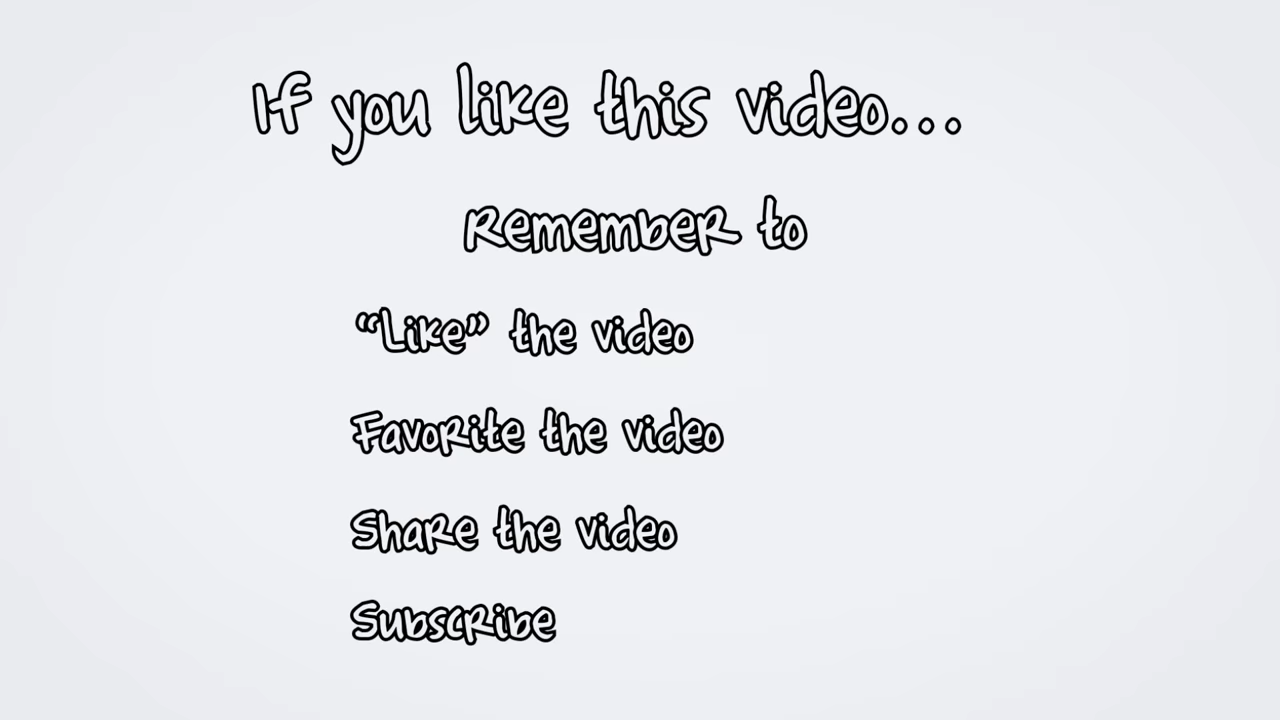 If you like this video...
Remember to
“Like” the video
Favorite the video
Share the video
Subscribe